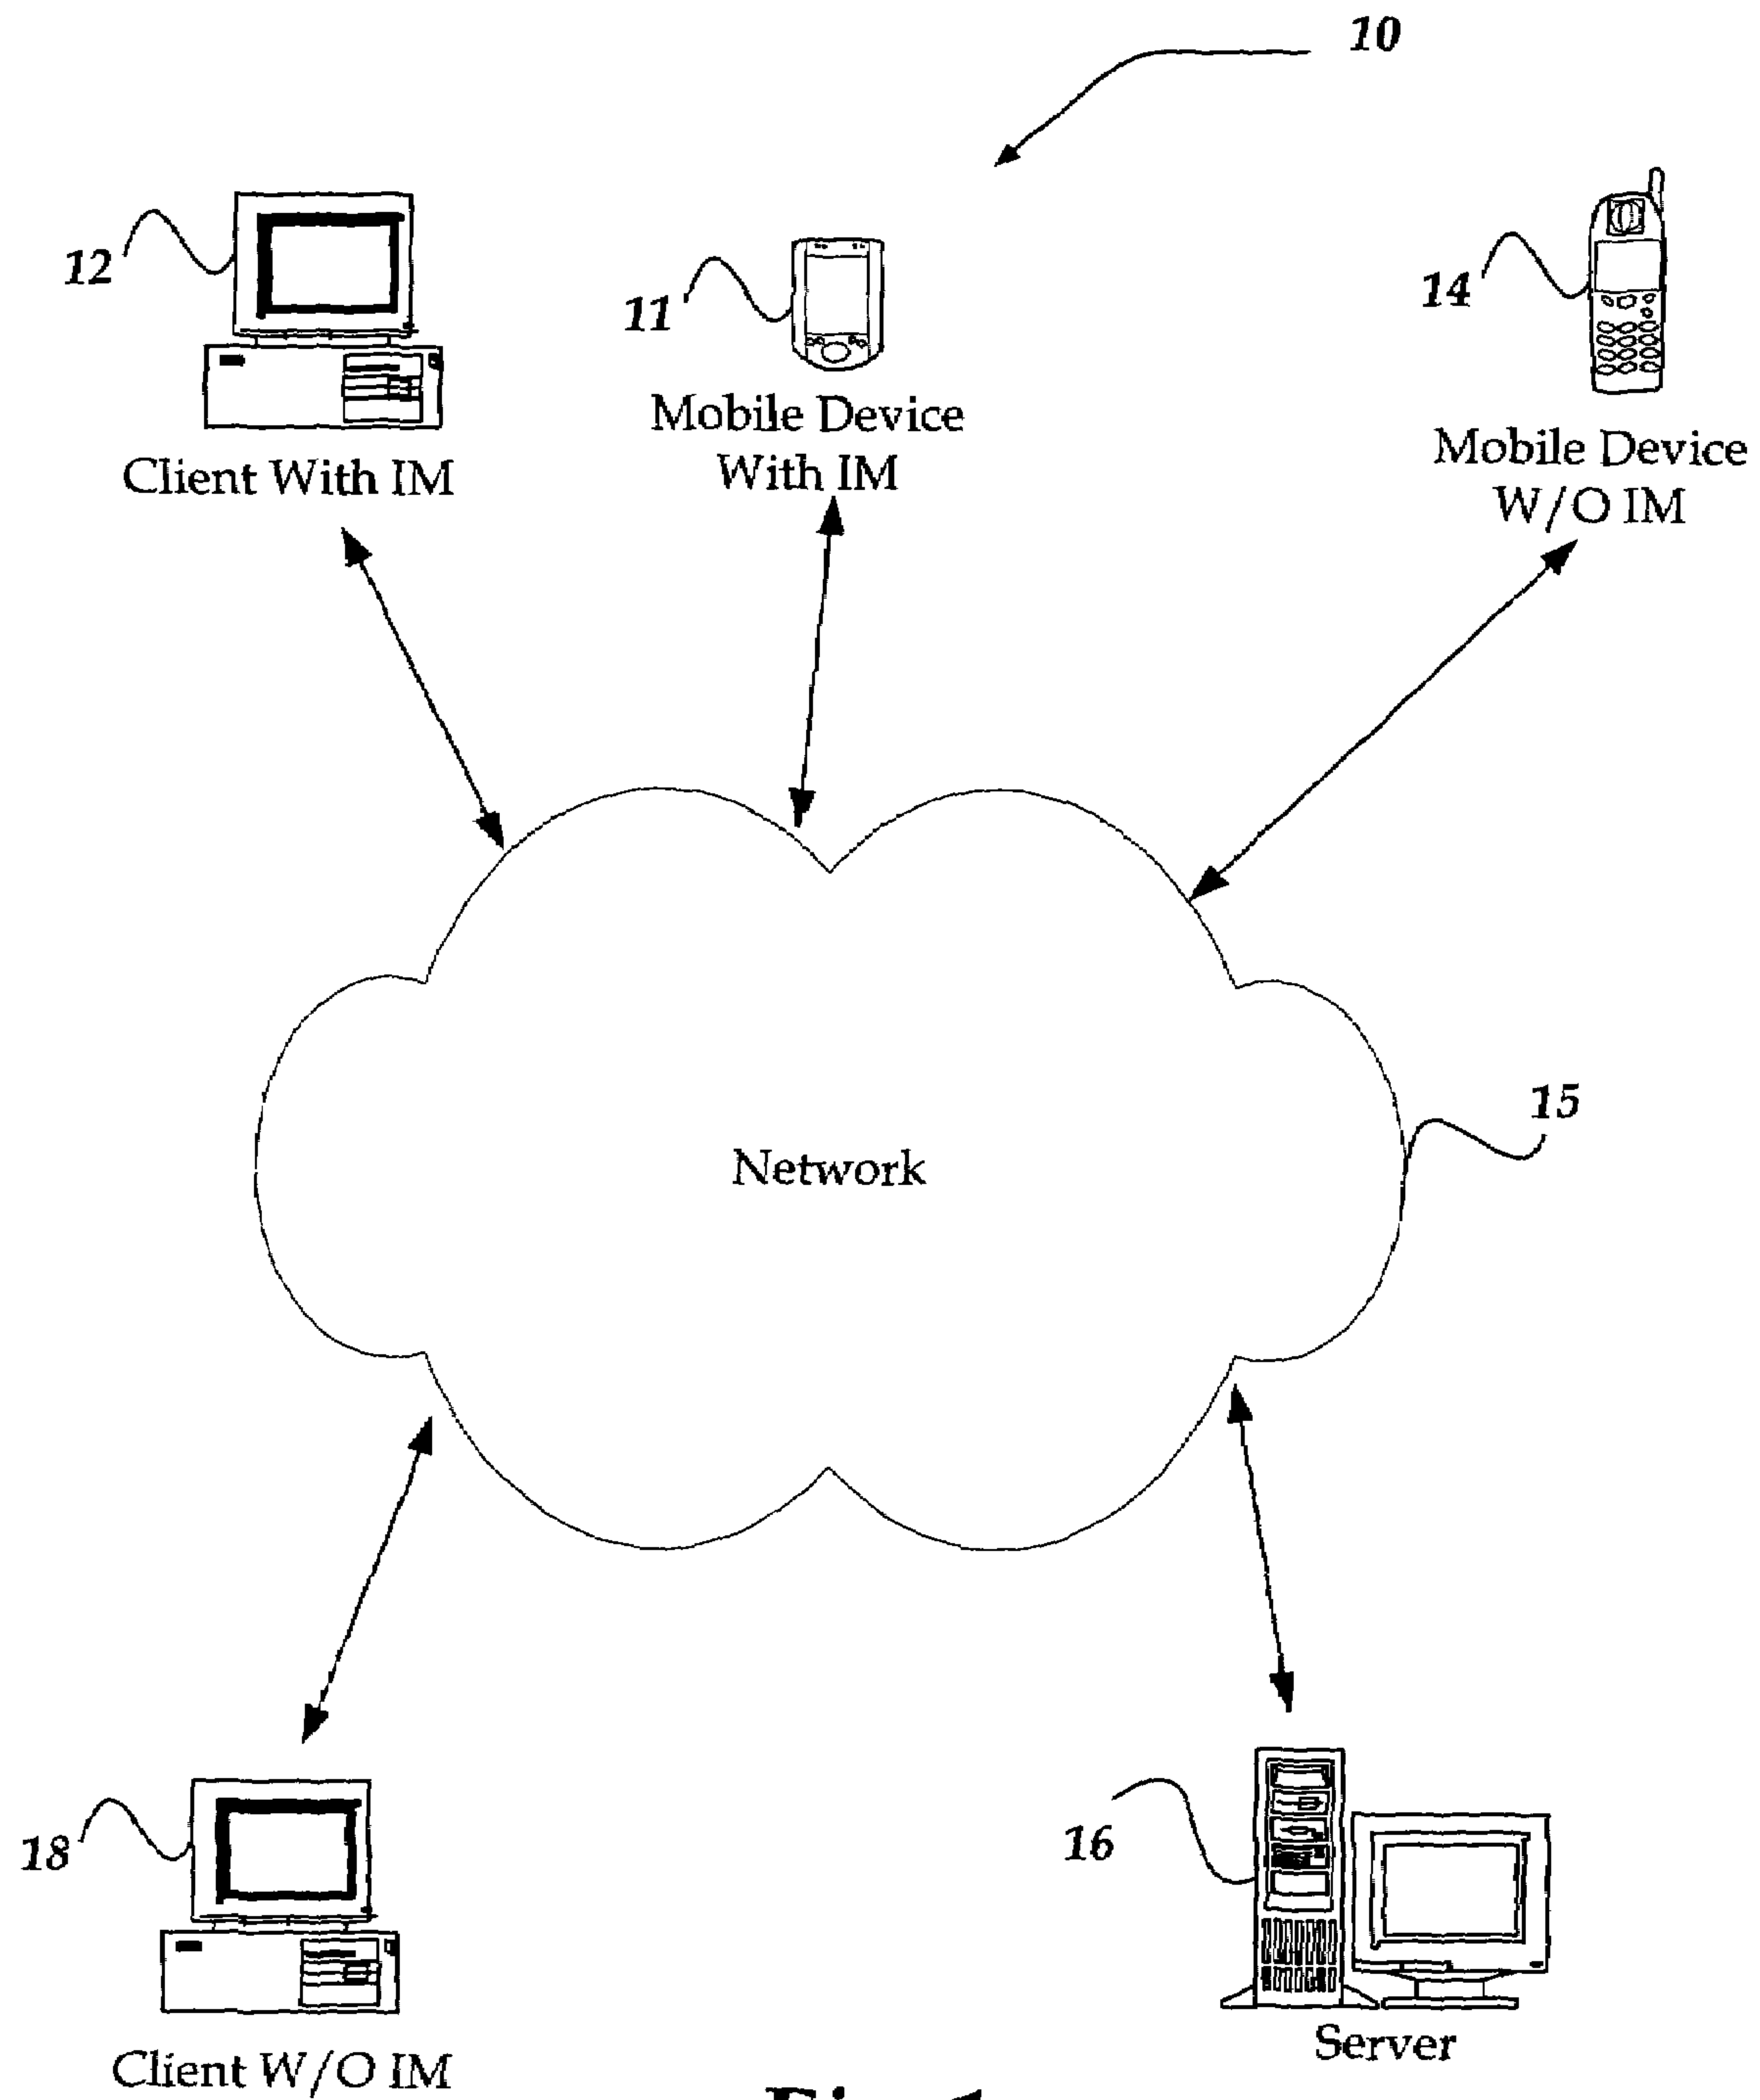 10
12
11
14
Client With IM
Mobile Device
With IM
Mobile Device
W/O IM
15
Network
18
16
Server
Client W/O IM